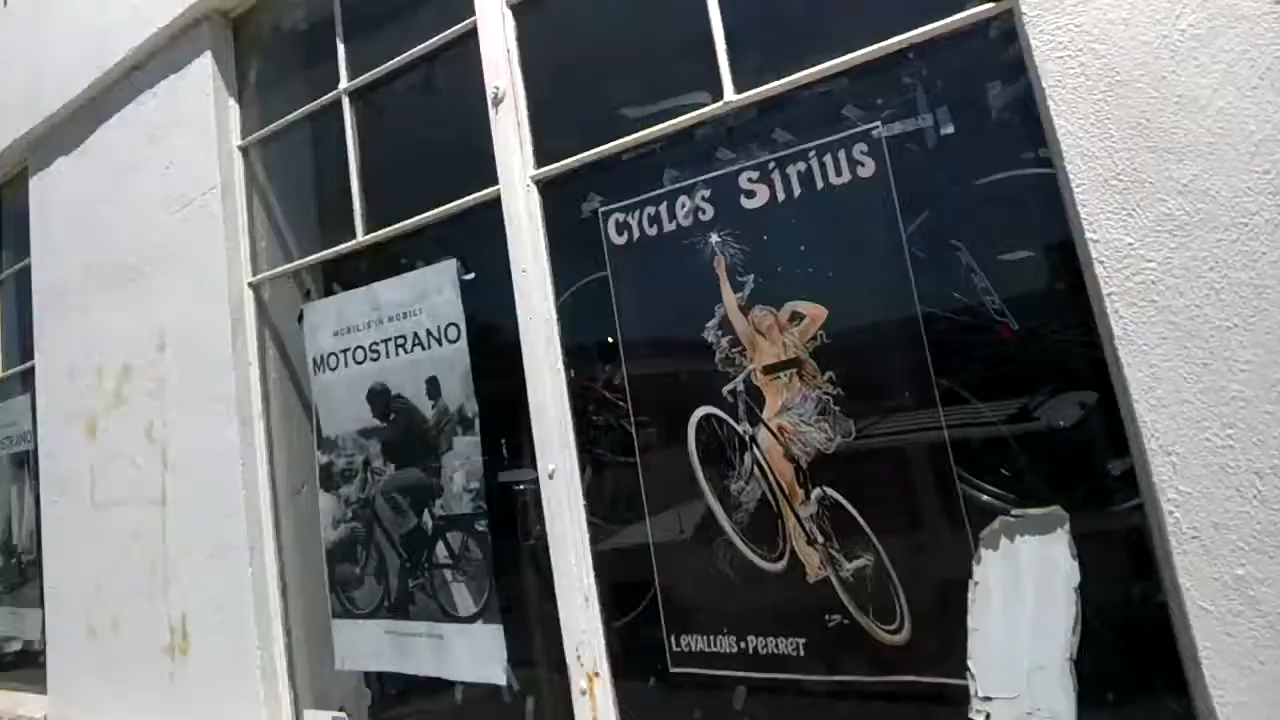 MOBILIS IN MOBILI
MOTOSTRANO
CYCLES SIRIUS
LEVALLOIS-PERRET